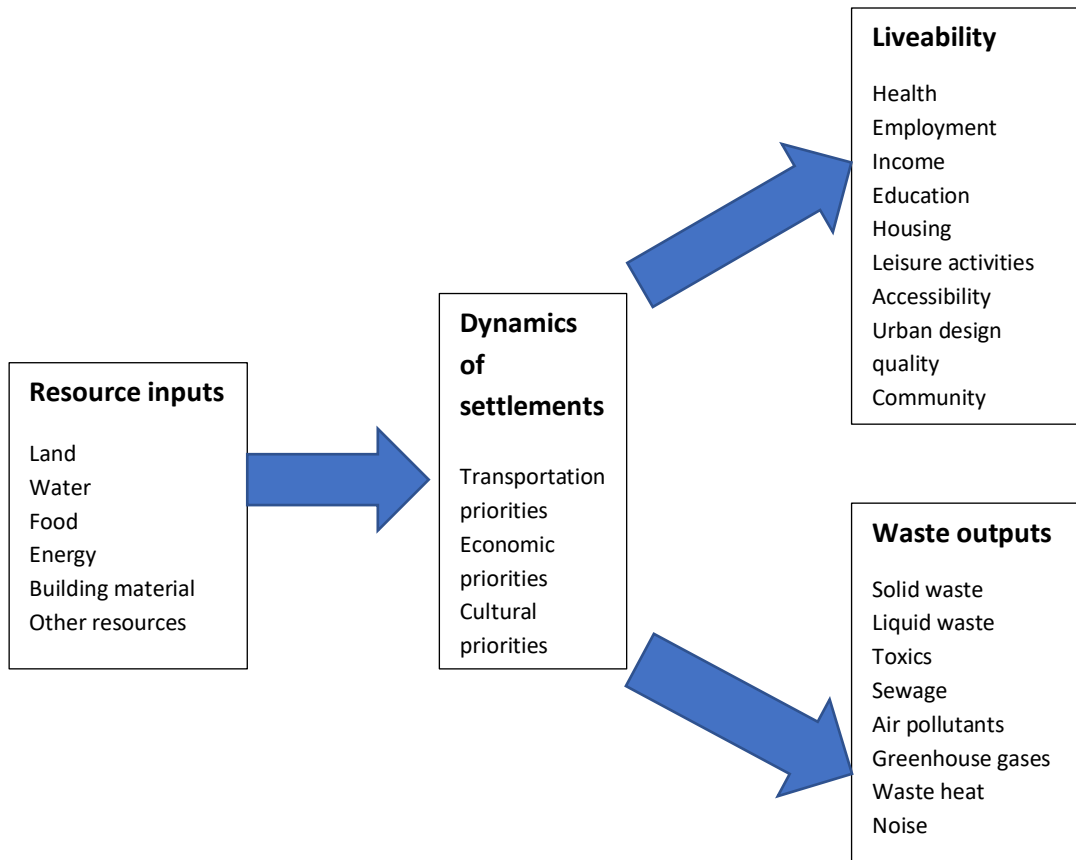 Resource inputs
Land
Water
Food
Energy
Building material
Other resources
Dynamics
of
settlements
Transportation
priorities
Economic
priorities
Cultural
priorities
Liveability
Health
Employment
Income
Education
Housing
Leisure activities
Accessibility
Urban design
quality
Community
Waste outputs
Solid waste
Liquid waste
Toxics
Sewage
Air pollutants
Greenhouse gases
Waste heat
Noise